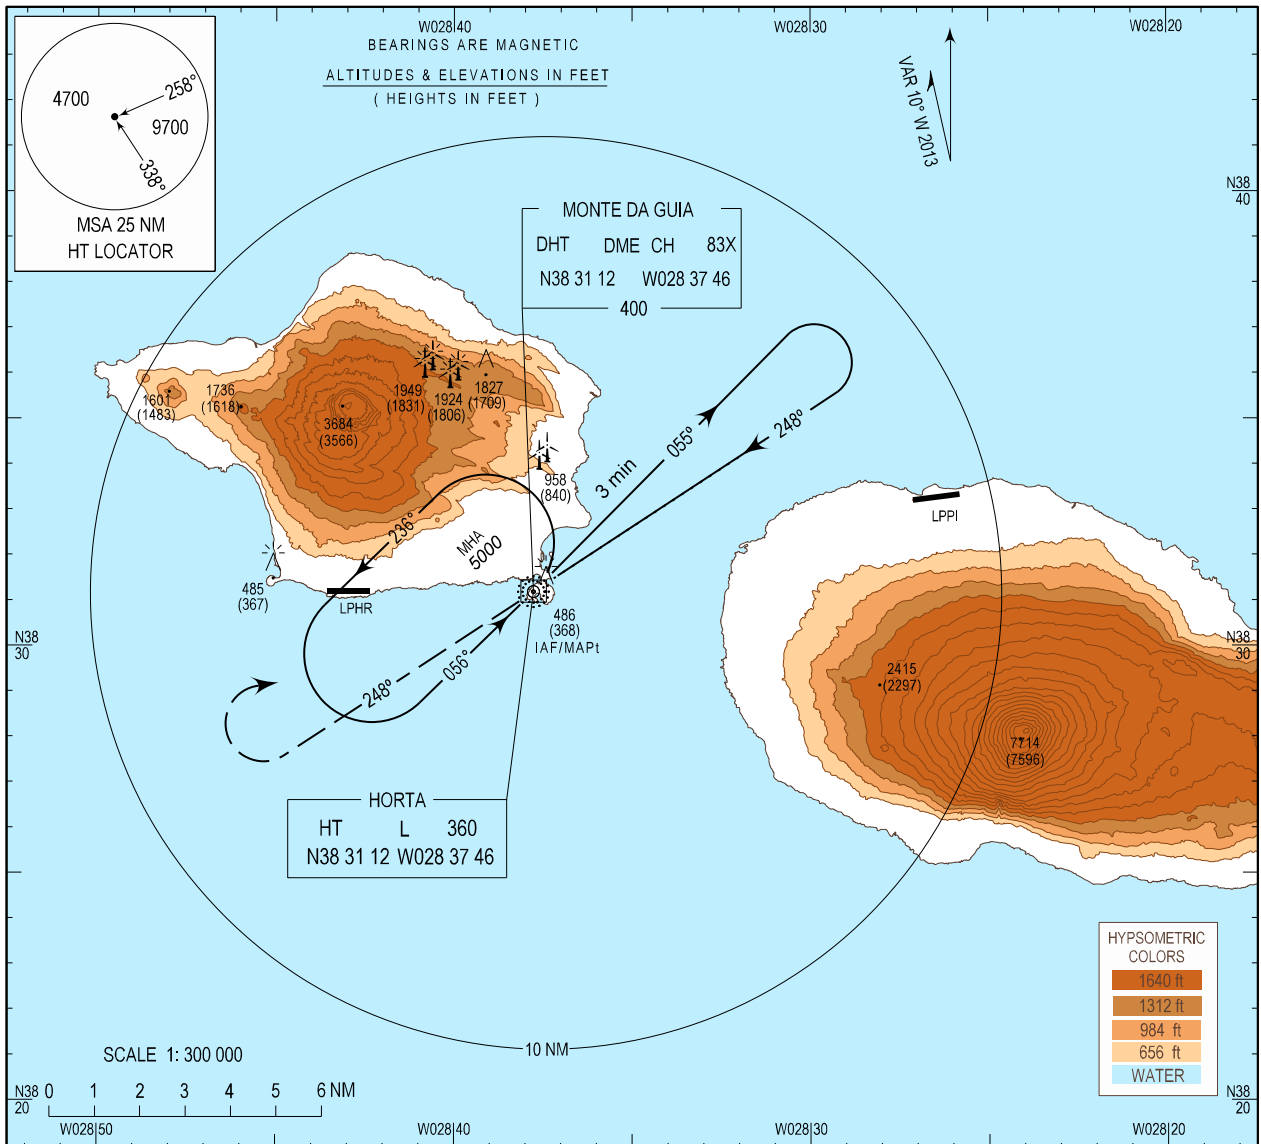 W028 40
W028 30
W028 20
4700
258°
9700
338°
MSA 25 NM
HT LOCATOR
BEARINGS ARE MAGNETIC
ALTITUDES & ELEVATIONS IN FEET
( HEIGHTS IN FEET )
VAR 10° W 2013
N38
40
MONTE DA GUIA
DHT DME CH 83X
N38 31 12 W028 37 46
400
1601
(1483)
1736
(1618)
3684
(3566)
1949
(1831)
1924
(1806)
1827
(1709)
958
(840)
055º
248º
3 min
236°
MHA
5000
LPPI
485
(367)
LPHR
486
(368)
IAF/MAPt
N38
30
N38
30
248º
056°
2415
(2297)
7714
(7596)
HORTA
HT L 360
N38 31 12 W028 37 46
HYPSOMETRIC
COLORS
1640 ft
1312 ft
984 ft
656 ft
WATER
10 NM
SCALE 1: 300 000
0 1 2 3 4 5 6 NM
N38
20
N38
20
W028 50
W028 40
W028 30
W028 20